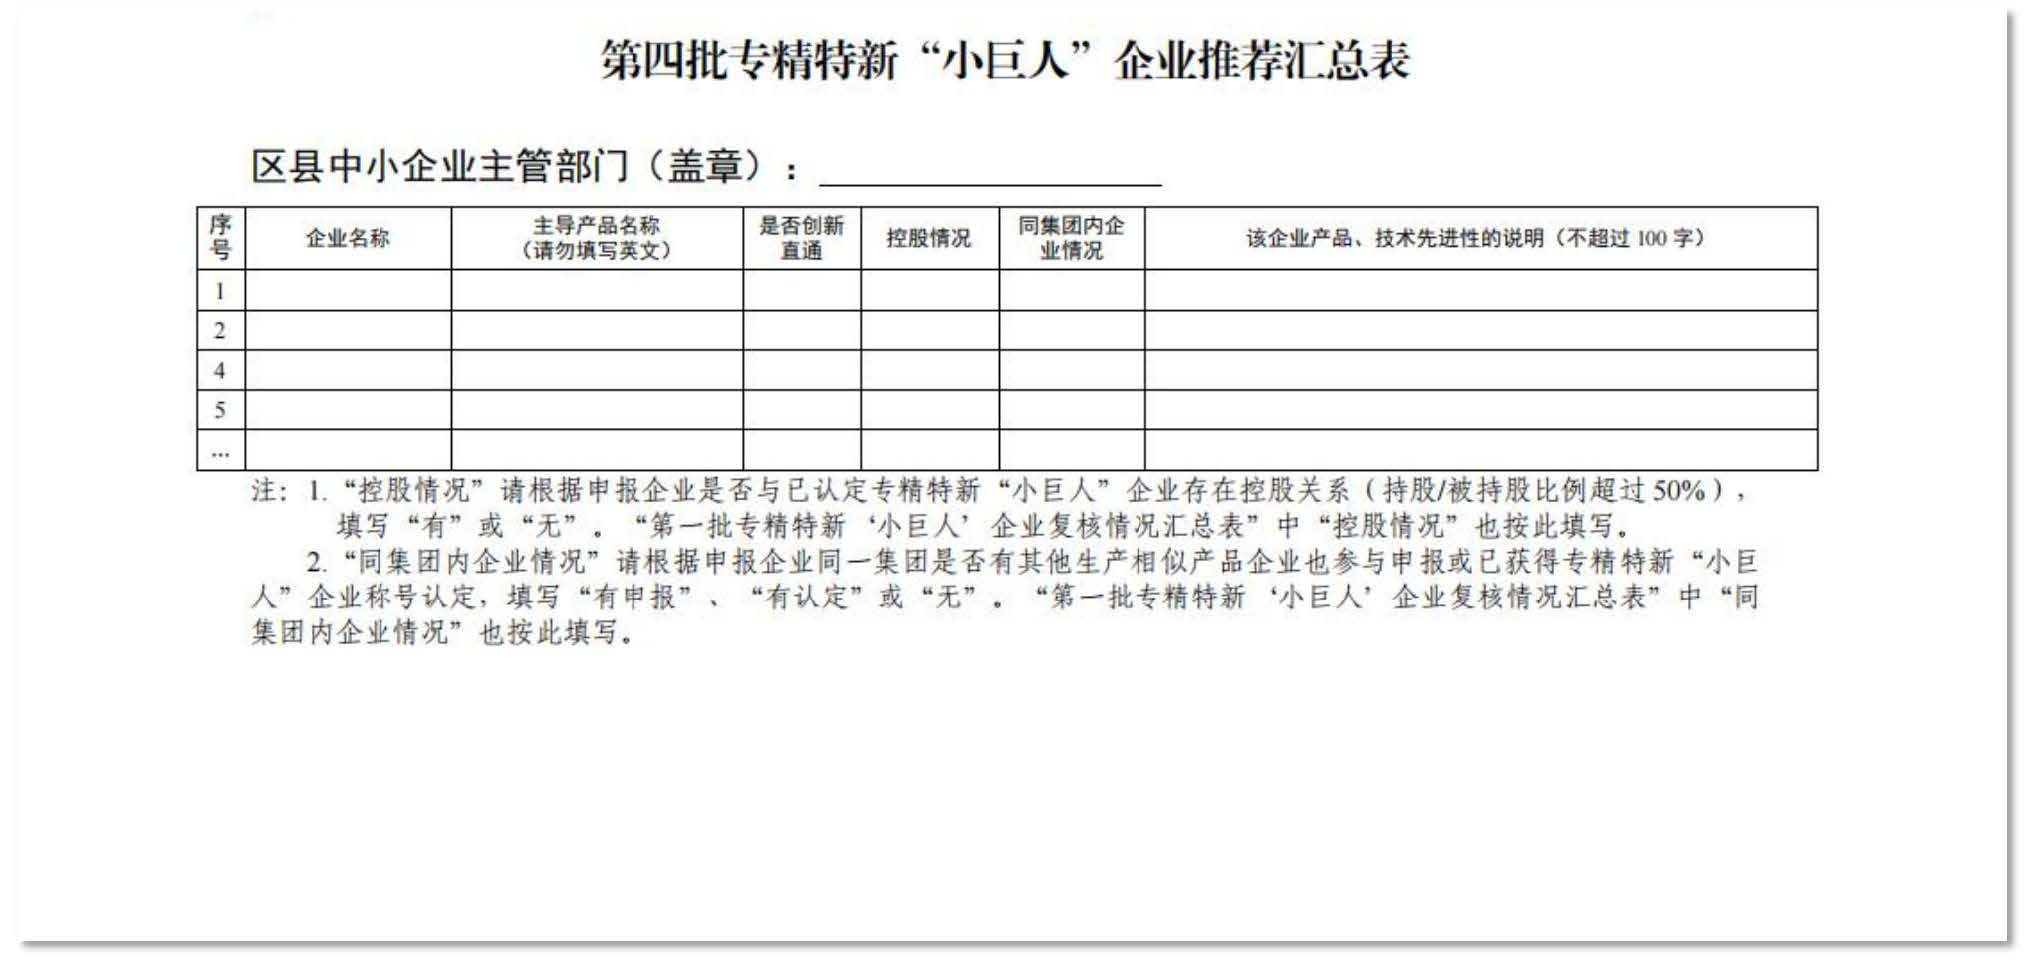 第四批专精特新“小巨人”企业推荐汇总表
区县中小企业主管部门（盖章）：
序号 企业名称 主导产品名称（请勿填写英文） 是否创新直通 控股情况 同集团内企业情况 该企业产品、技术先进性的说明（不超过 100 字）
1
2
4
5
...
注：1.“控股情况”请根据申报企业是否与已认定专精特新“小巨人”企业存在控股关系（持股/被持股比例超过 50%），
填写“有”或“无”。“第一批专精特新‘小巨人’企业复核情况汇总表”中“控股情况”也按此填写。
2.“同集团内企业情况”请根据申报企业同一集团是否有其他生产相似产品企业也参与申报或已获得专精特新“小巨
人”企业称号认定，填写“有申报”、“有认定”或“无”。“第一批专精特新‘小巨人’企业复核情况汇总表”中“同
集团内企业情况”也按此填写。